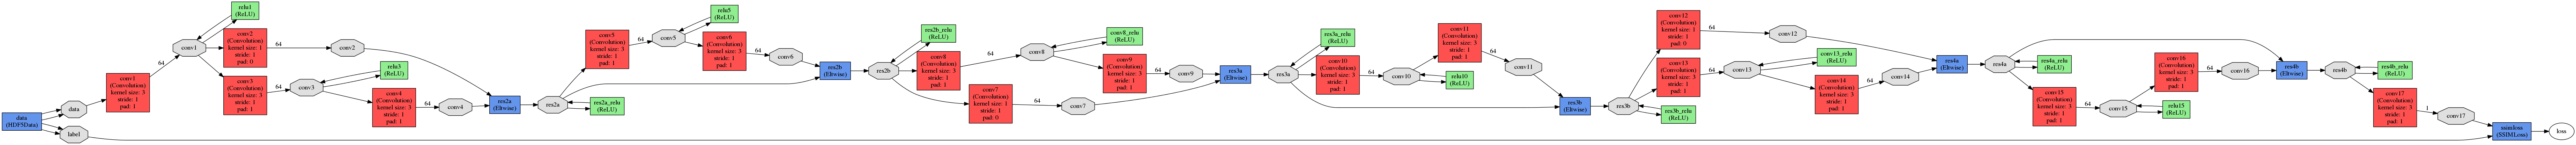 data
(HDF5Data)
data
label
conv1
(Convolution)
kernel size: 3
stride: 1
pad: 1
64
conv1
relu1
(ReLU)
conv2
(Convolution)
kernel size: 1
stride: 1
pad: 0
64
conv2
conv3
(Convolution)
kernel size: 3
stride: 1
pad: 1
64
conv3
relu3
(ReLU)
conv4
(Convolution)
kernel size: 3
stride: 1
pad: 1
64
conv4
res2a
(Eltwise)
res2a
res2a_relu
(ReLU)
conv5
(Convolution)
kernel size: 3
stride: 1
pad: 1
64
conv5
relu5
(ReLU)
conv6
(Convolution)
kernel size: 3
stride: 1
pad: 1
64
conv6
res2b
(Eltwise)
res2b
res2b_relu
(ReLU)
conv8
(Convolution)
kernel size: 3
stride: 1
pad: 1
64
conv8
conv7
(Convolution)
kernel size: 1
stride: 1
pad: 0
64
conv7
conv8_relu
(ReLU)
conv9
(Convolution)
kernel size: 3
stride: 1
pad: 1
64
conv9
res3a
(Eltwise)
res3a
res3a_relu
(ReLU)
conv10
(Convolution)
kernel size: 3
stride: 1
pad: 1
64
conv10
relu10
(ReLU)
conv11
(Convolution)
kernel size: 3
stride: 1
pad: 1
64
conv11
res3b
(Eltwise)
res3b
res3b_relu
(ReLU)
conv12
(Convolution)
kernel size: 1
stride: 1
pad: 0
64
conv12
conv13
(Convolution)
kernel size: 3
stride: 1
pad: 1
64
conv13
conv13_relu
(ReLU)
conv14
(Convolution)
kernel size: 3
stride: 1
pad: 1
64
conv14
res4a
(Eltwise)
res4a
res4a_relu
(ReLU)
conv15
(Convolution)
kernel size: 3
stride: 1
pad: 1
64
conv15
relu15
(ReLU)
conv16
(Convolution)
kernel size: 3
stride: 1
pad: 1
64
conv16
res4b
(Eltwise)
res4b
res4b_relu
(ReLU)
conv17
(Convolution)
kernel size: 3
stride: 1
pad: 1
1
conv17
ssimloss
(SSIMLoss)
loss